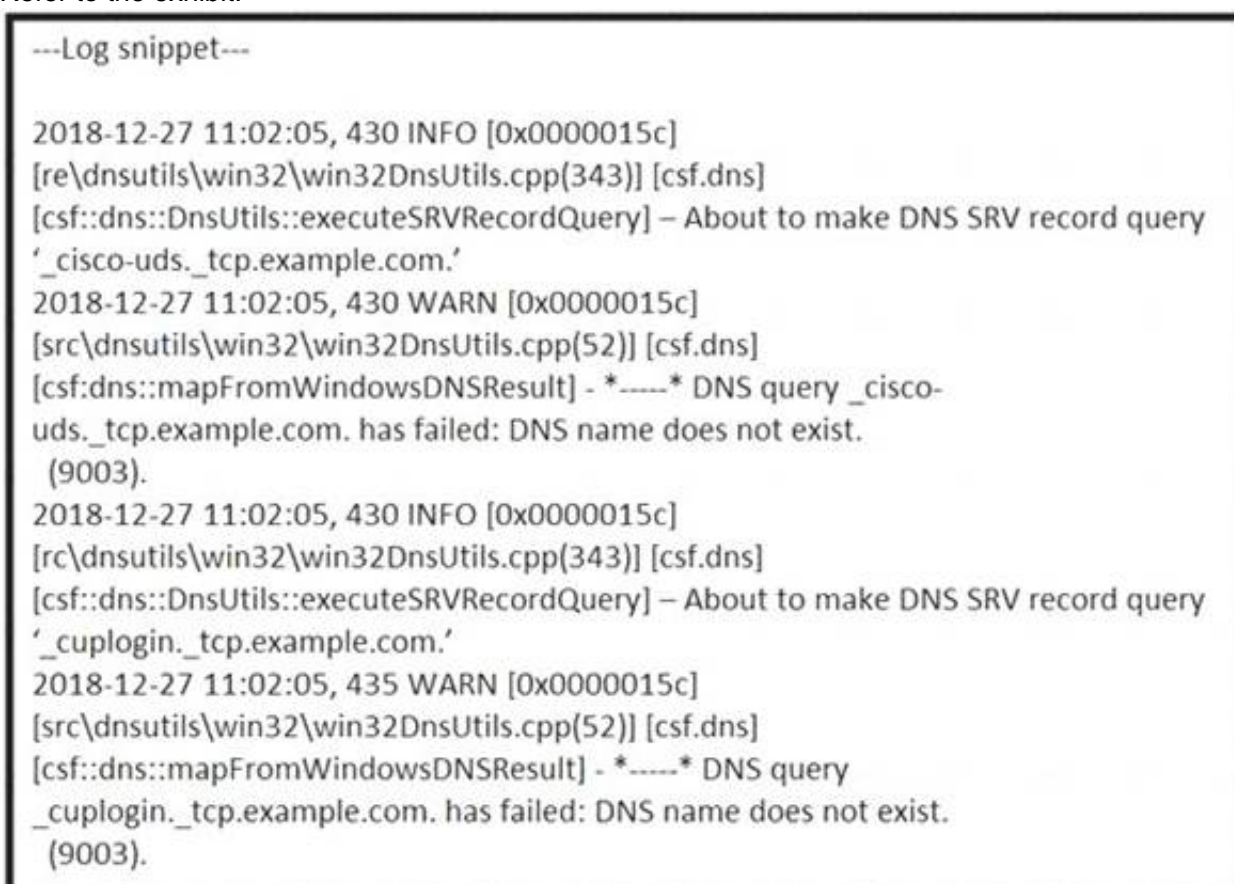 Refer to the exhibit.
---Log snippet---
2018-12-27 11:02:05, 430 INFO [0x0000015c]
[re\dnsutils\win32\win32DnsUtils.cpp(343)] [csf.dns]
[csf::dns::DnsUtils::executeSRVRecordQuery] – About to make DNS SRV record query
‘_cisco-uds._tcp.example.com.’
2018-12-27 11:02:05, 430 WARN [0x0000015c]
[src\dnsutils\win32\win32DnsUtils.cpp(52)] [csf.dns]
[csf:dns::mapFromWindowsDNSResult] - *-----* DNS query _cisco-
uds._tcp.example.com. has failed: DNS name does not exist.
(9003).
2018-12-27 11:02:05, 430 INFO [0x0000015c]
[rc\dnsutils\win32\win32DnsUtils.cpp(343)] [csf.dns]
[csf::dns::DnsUtils::executeSRVRecordQuery] – About to make DNS SRV record query
‘_cuplogin._tcp.example.com.’
2018-12-27 11:02:05, 435 WARN [0x0000015c]
[src\dnsutils\win32\win32DnsUtils.cpp(52)] [csf.dns]
[csf::dns::mapFromWindowsDNSResult] - *-----* DNS query
_cuplogin._tcp.example.com. has failed: DNS name does not exist.
(9003).